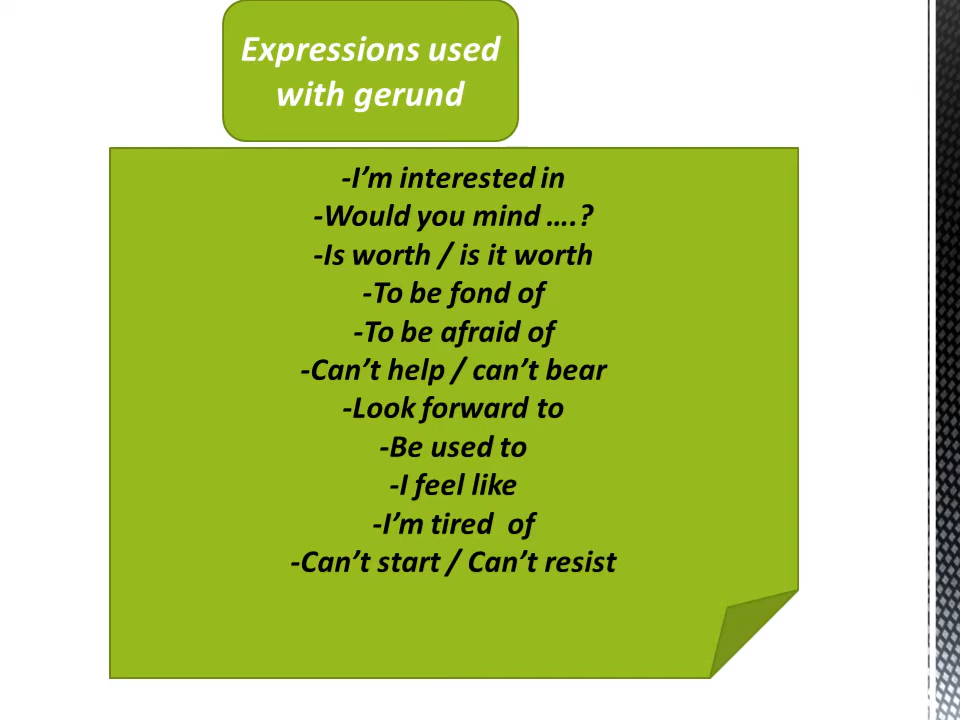 Expressions used
with gerund
-I’m interested in
-Would you mind ….?
-Is worth / is it worth
-To be fond of
-To be afraid of
-Can’t help / can’t bear
-Look forward to
-Be used to
-I feel like
-I’m tired  of
-Can’t start / Can’t resist